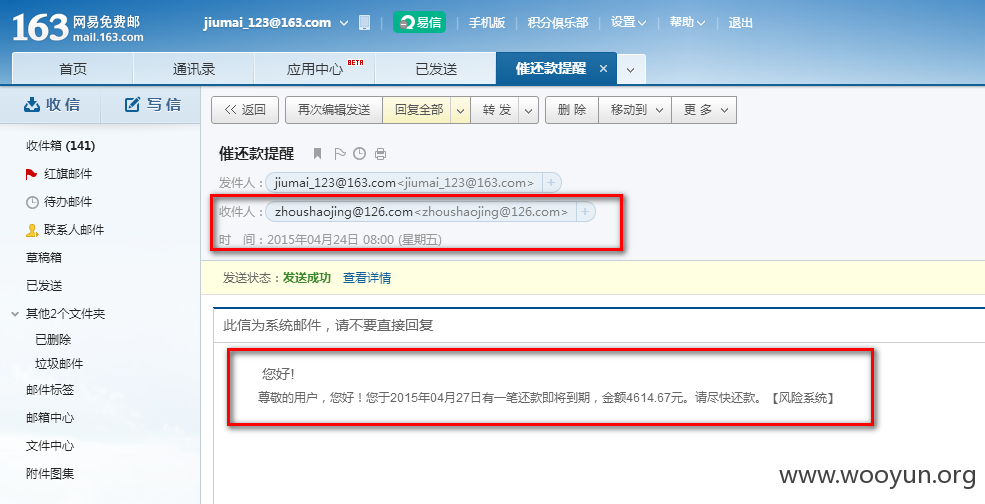 163 网易免费邮 mail.163.com jiumai_123@163.com 易信 手机版 | 积分俱乐部 | 设置 | 帮助 | 退出
首页 通讯录 应用中心 BETA 已发送 催还款提醒 ×
收信 写信
<< 返回 再次编辑发送 回复全部 转发 删除 移动到 更多
收件箱 (141)
红旗邮件
待办邮件
联系人邮件
草稿箱
已发送
其他2个文件夹
已删除
垃圾邮件
邮件标签
邮箱中心
文件中心
附件图集
催还款提醒
发件人：jiumai_123@163.com<jiumai_123@163.com> +
收件人：zhoushaojing@126.com<zhoushaojing@126.com> +
时 间：2015年04月24日 08:00 (星期五)
发送状态：发送成功 查看详情
此信为系统邮件，请不要直接回复
您好!
尊敬的用户，您好！您于2015年04月27日有一笔还款即将到期，金额4614.67元。请尽快还款。【风险系统】
www.wooyun.org